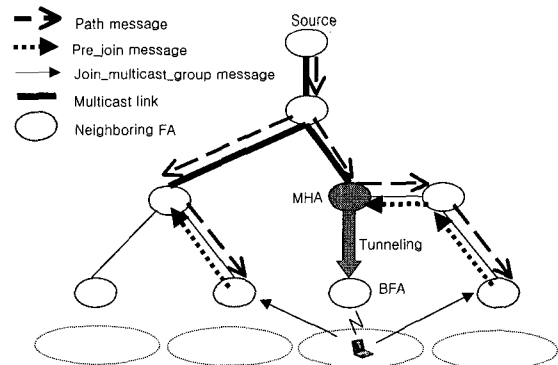 Path message
Pre_join message
Join_multicast_group message
Multicast link
Neighboring FA
Source
MHA
Tunneling
BFA